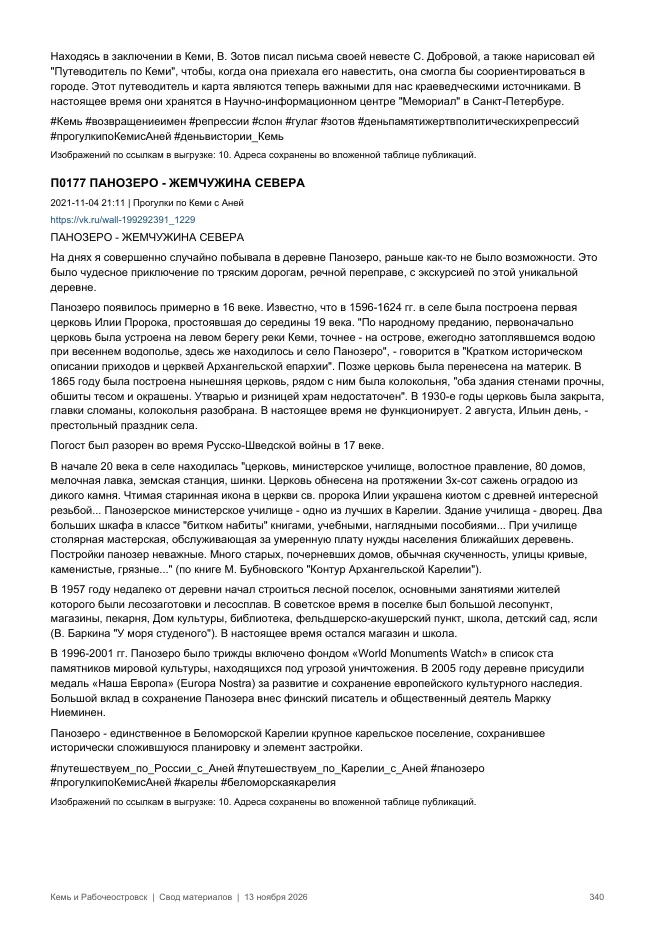 Находясь в заключении в Кеми, В. Зотов писал письма своей невесте С. Добровой, а также нарисовал ей
"Путеводитель по Кеми", чтобы, когда она приехала его навестить, она смогла бы соориентироваться в
городе. Этот путеводитель и карта являются теперь важными для нас краеведческими источниками. В
настоящее время они хранятся в Научно-информационном центре "Мемориал" в Санкт-Петербурге.
#Кемь #возвращениеимен #репрессии #слон #гулаг #зотов #деньпамятижертвполитическихрепрессий
#прогулкипоКемисАней #деньвистории_Кемь
Изображений по ссылкам в выгрузке: 10. Адреса сохранены во вложенной таблице публикаций.
П0177 ПАНОЗЕРО - ЖЕМЧУЖИНА СЕВЕРА
2021-11-04 21:11 | Прогулки по Кеми с Аней
https://vk.ru/wall-199292391_1229
ПАНОЗЕРО - ЖЕМЧУЖИНА СЕВЕРА
На днях я совершенно случайно побывала в деревне Панозеро, раньше как-то не было возможности. Это
было чудесное приключение по тряским дорогам, речной переправе, с экскурсией по этой уникальной
деревне.
Панозеро появилось примерно в 16 веке. Известно, что в 1596-1624 гг. в селе была построена первая
церковь Илии Пророка, простоявшая до середины 19 века. "По народному преданию, первоначально
церковь была устроена на левом берегу реки Кеми, точнее - на острове, ежегодно затоплявшемся водою
при весеннем водополье, здесь же находилось и село Панозеро", - говорится в "Кратком историческом
описании приходов и церквей Архангельской епархии". Позже церковь была перенесена на материк. В
1865 году была построена нынешняя церковь, рядом с ним была колокольня, "оба здания стенами прочны,
обшиты тесом и окрашены. Утварью и ризницей храм недостаточен". В 1930-е годы церковь была закрыта,
главки сломаны, колокольня разобрана. В настоящее время не функционирует. 2 августа, Ильин день, -
престольный праздник села.
Погост был разорен во время Русско-Шведской войны в 17 веке.
В начале 20 века в селе находилась "церковь, министерское училище, волостное правление, 80 домов,
мелочная лавка, земская станция, шинки. Церковь обнесена на протяжении 3х-сот сажень оградою из
дикого камня. Чтимая старинная икона в церкви св. пророка Илии украшена киотом с древней интересной
резьбой... Панозерское министерское училище - одно из лучших в Карелии. Здание училища - дворец. Два
больших шкафа в классе "битком набиты" книгами, учебными, наглядными пособиями... При училище
столярная мастерская, обслуживающая за умеренную плату нужды населения ближайших деревень.
Постройки панозер неважные. Много старых, почерневших домов, обычная скученность, улицы кривые,
каменистые, грязные..." (по книге М. Бубновского "Контур Архангельской Карелии").
В 1957 году недалеко от деревни начал строиться лесной поселок, основными занятиями жителей
которого были лесозаготовки и лесосплав. В советское время в поселке был большой лесопункт,
магазины, пекарня, Дом культуры, библиотека, фельдшерско-акушерский пункт, школа, детский сад, ясли
(В. Баркина "У моря студеного"). В настоящее время остался магазин и школа.
В 1996-2001 гг. Панозеро было трижды включено фондом «World Monuments Watch» в список ста
памятников мировой культуры, находящихся под угрозой уничтожения. В 2005 году деревне присудили
медаль «Наша Европа» (Europa Nostra) за развитие и сохранение европейского культурного наследия.
Большой вклад в сохранение Панозера внес финский писатель и общественный деятель Маркку
Ниеминен.
Панозеро - единственное в Беломорской Карелии крупное карельское поселение, сохранившее
исторически сложившуюся планировку и элемент застройки.
#путешествуем_по_России_с_Аней #путешествуем_по_Карелии_с_Аней #панозеро
#прогулкипоКемисАней #карелы #беломорскаякарелия
Изображений по ссылкам в выгрузке: 10. Адреса сохранены во вложенной таблице публикаций.
Кемь и Рабочеостровск | Свод материалов | 13 ноября 2026
340